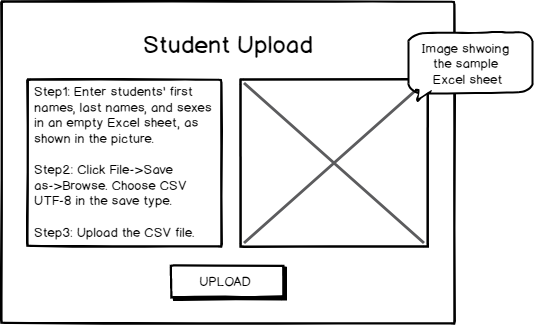 Student Upload
Image shwoing
the sample
Excel sheet
Step1: Enter students' first
names, last names, and sexes
in an empty Excel sheet, as
shown in the picture.
Step2: Click File->Save
as->Browse. Choose CSV
UTF-8 in the save type.
Step3: Upload the CSV file.
UPLOAD